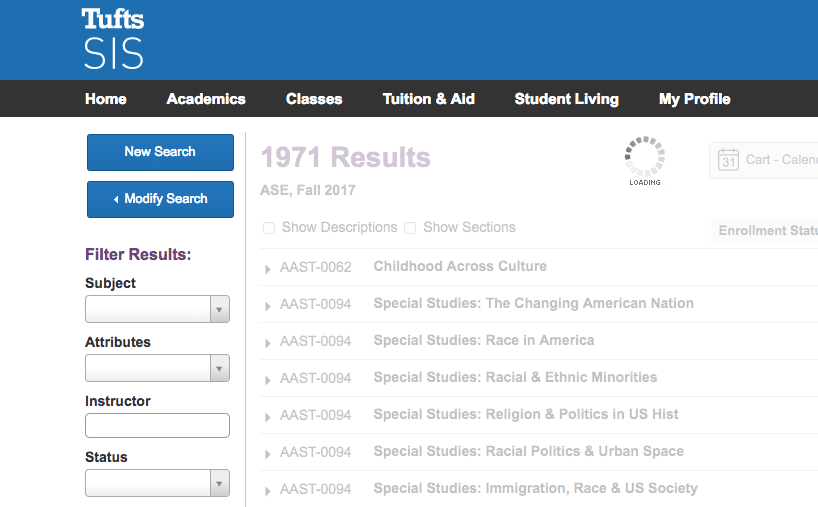 Tufts
SIS
Home Academics Classes Tuition & Aid Student Living My Profile
New Search
Modify Search
Filter Results:
Subject
Attributes
Instructor
Status
1971 Results
LOADING
31 Cart - Calen
ASE, Fall 2017
Show Descriptions Show Sections
Enrollment Statu
AAST-0062 Childhood Across Culture
AAST-0094 Special Studies: The Changing American Nation
AAST-0094 Special Studies: Race in America
AAST-0094 Special Studies: Racial & Ethnic Minorities
AAST-0094 Special Studies: Religion & Politics in US Hist
AAST-0094 Special Studies: Racial Politics & Urban Space
AAST-0094 Special Studies: Immigration, Race & US Society